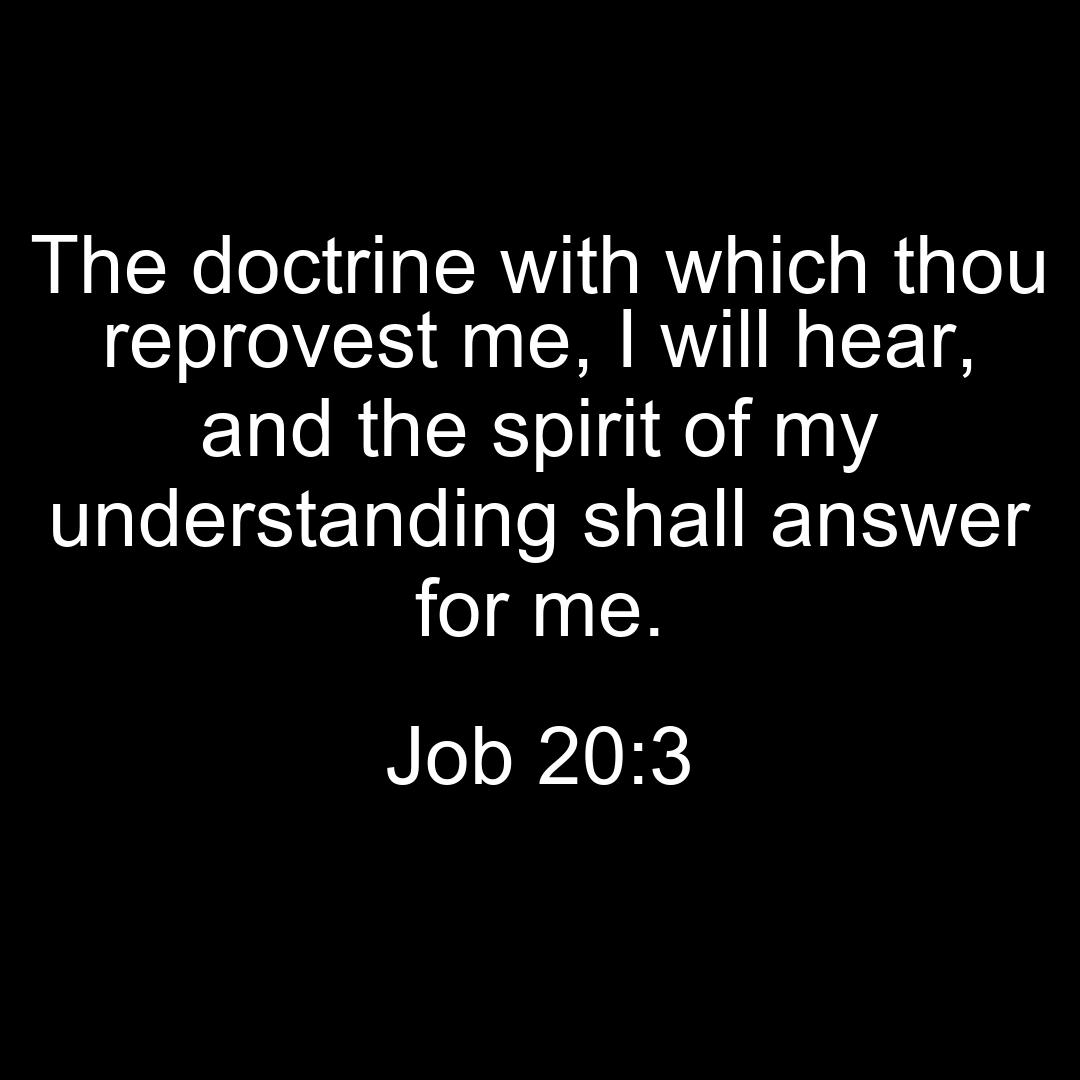 The doctrine with which thou
reprovest me, I will hear,
and the spirit of my
understanding shall answer
for me.
Job 20:3